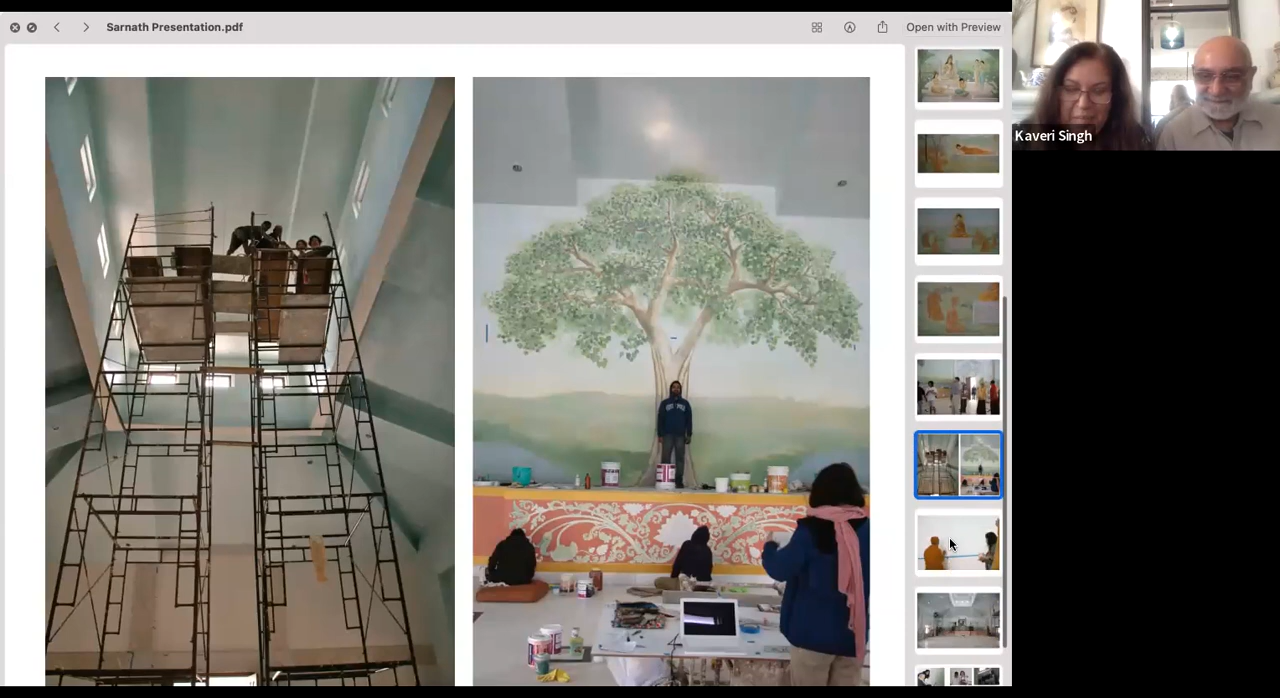 Sarnath Presentation.pdf
Open with Preview
Kaveri Singh